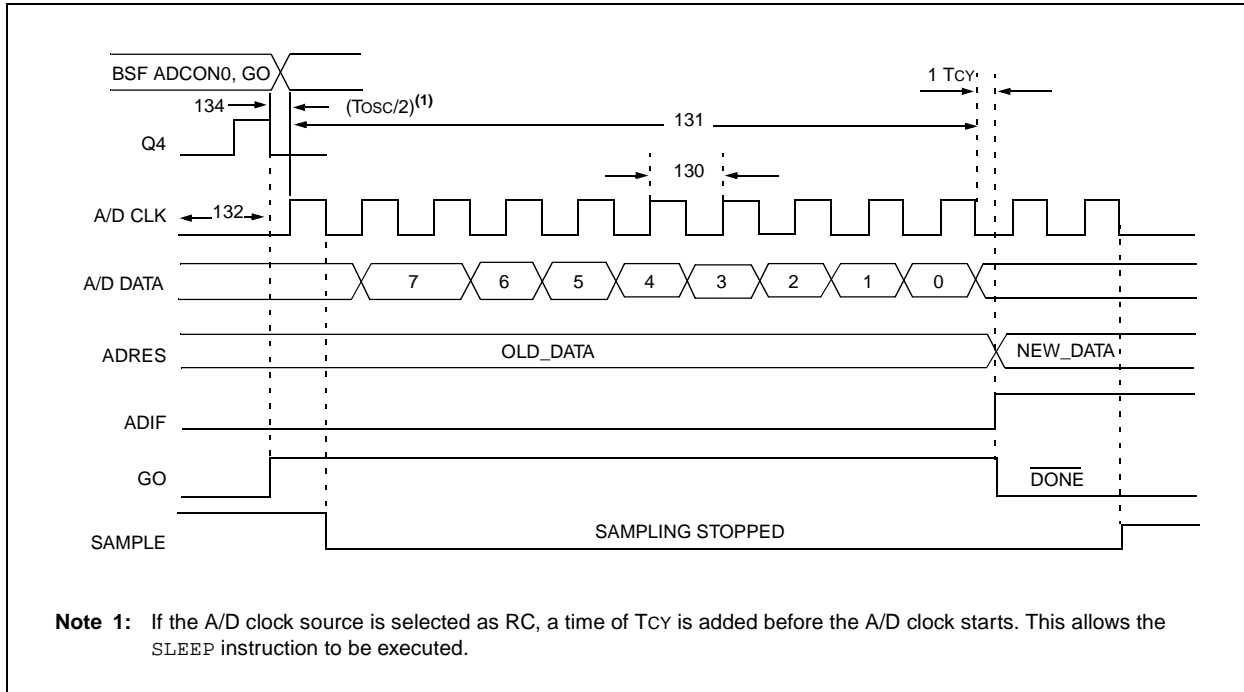 BSF ADCON0, GO
1 TCY
134
(TOSC/2)(1)
131
Q4
130
A/D CLK
132
A/D DATA
7 6 5 4 3 2 1 0
ADRES
OLD_DATA
NEW_DATA
ADIF
GO
DONE
SAMPLE
SAMPLING STOPPED
Note 1: If the A/D clock source is selected as RC, a time of TCY is added before the A/D clock starts. This allows the
SLEEP instruction to be executed.